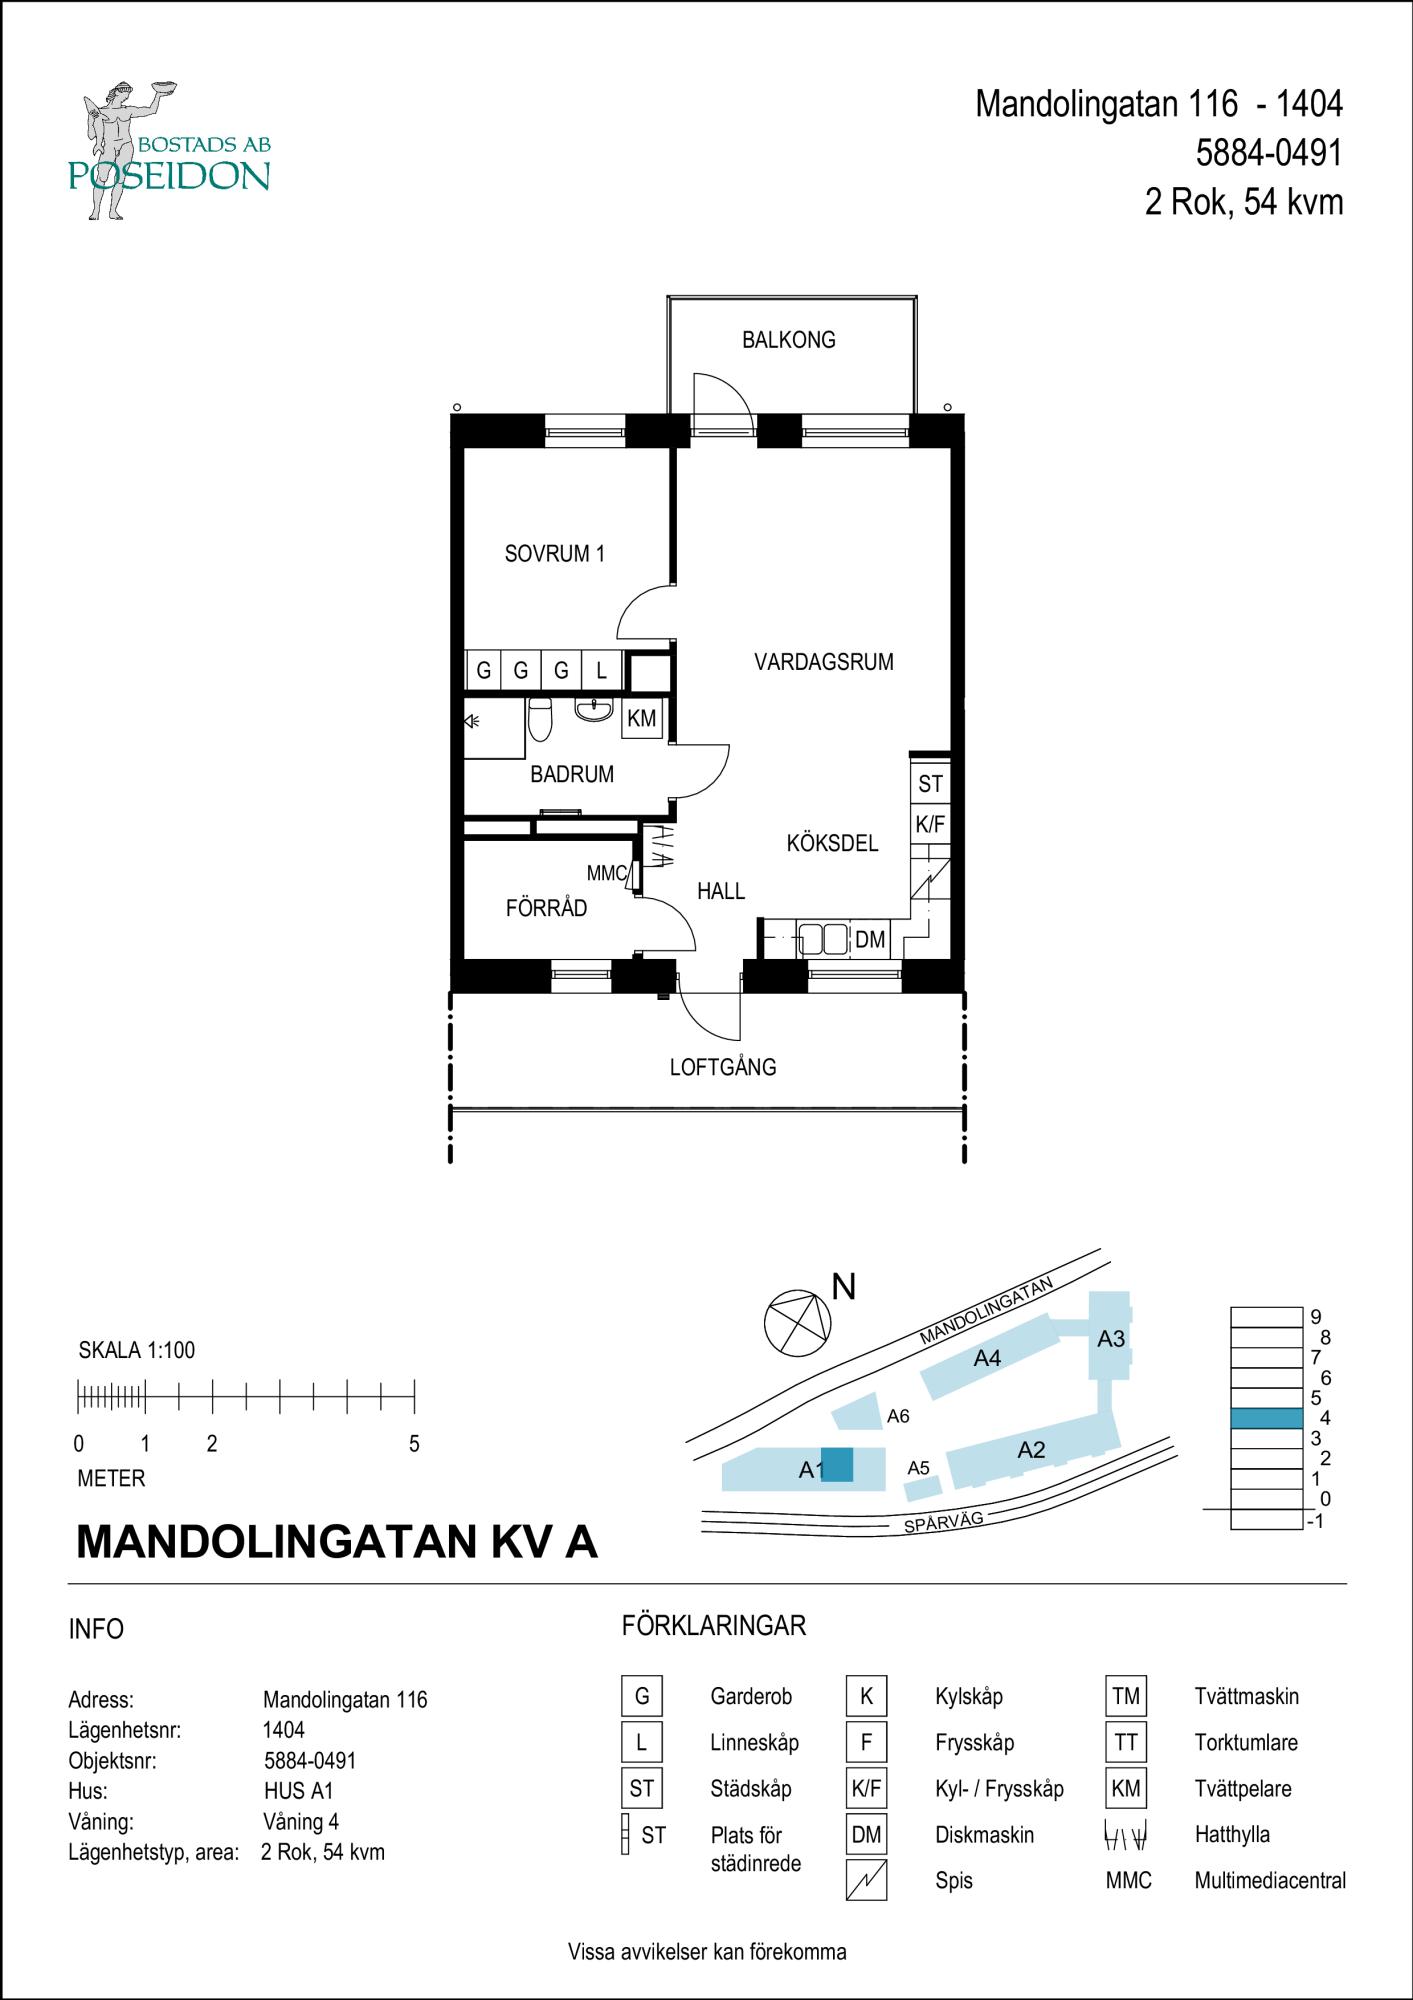 BOSTADS AB
POSEIDON
Mandolingatan 116 - 1404
5884-0491
2 Rok, 54 kvm
BALKONG
SOVRUM 1
VARDAGSRUM
G G G L
KM
BADRUM
ST
K/F
KÖKSDEL
MMC
HALL
FÖRRÅD
DM
LOFTGÅNG
SKALA 1:100
0 1 2 5
METER
N
MANDOLINGATAN
A3
A4
A6
A2
A1
A5
SPÅRVÄG
9
8
7
6
5
4
3
2
1
0
-1
MANDOLINGATAN KV A
INFO
Adress: Mandolingatan 116
Lägenhetsnr: 1404
Objektsnr: 5884-0491
Hus: HUS A1
Våning: Våning 4
Lägenhetstyp, area: 2 Rok, 54 kvm
FÖRKLARINGAR
G Garderob
L Linneskåp
ST Städskåp
ST Plats för
städinrede
K Kylskåp
F Frysskåp
K/F Kyl- / Frysskåp
DM Diskmaskin
Spis
TM Tvättmaskin
TT Torktumlare
KM Tvättpelare
Hatthylla
MMC Multimediacentral
Vissa avvikelser kan förekomma